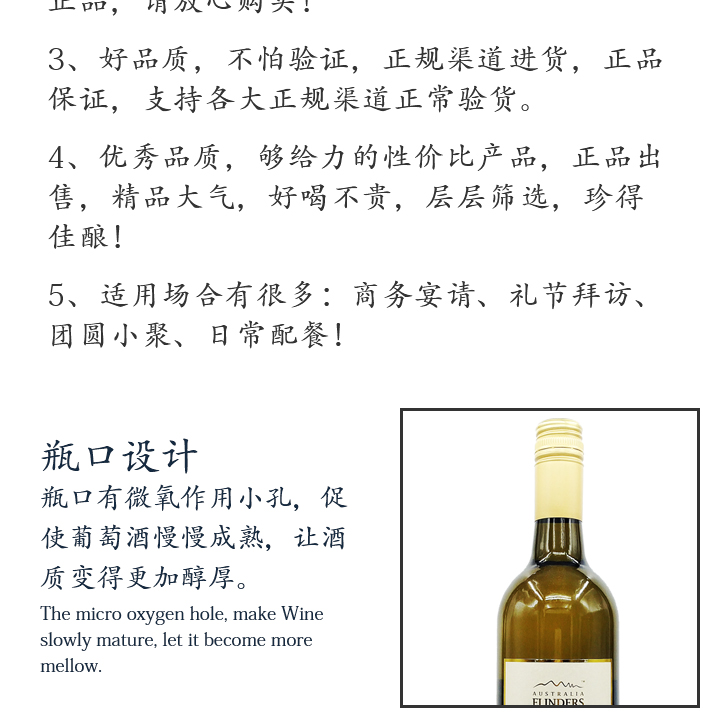 正品，请放心购买！
3、好品质，不怕验证，正规渠道进货，正品
保证，支持各大正规渠道正常验货。
4、优秀品质，够给力的性价比产品，正品出
售，精品大气，好喝不贵，层层筛选，珍得
佳酿！
5、适用场合有很多：商务宴请、礼节拜访、
团圆小聚、日常配餐！
瓶口设计
瓶口有微氧作用小孔，促
使葡萄酒慢慢成熟，让酒
质变得更加醇厚。
The micro oxygen hole, make Wine
slowly mature, let it become more
mellow.
AUSTRALIA
FLINDERS